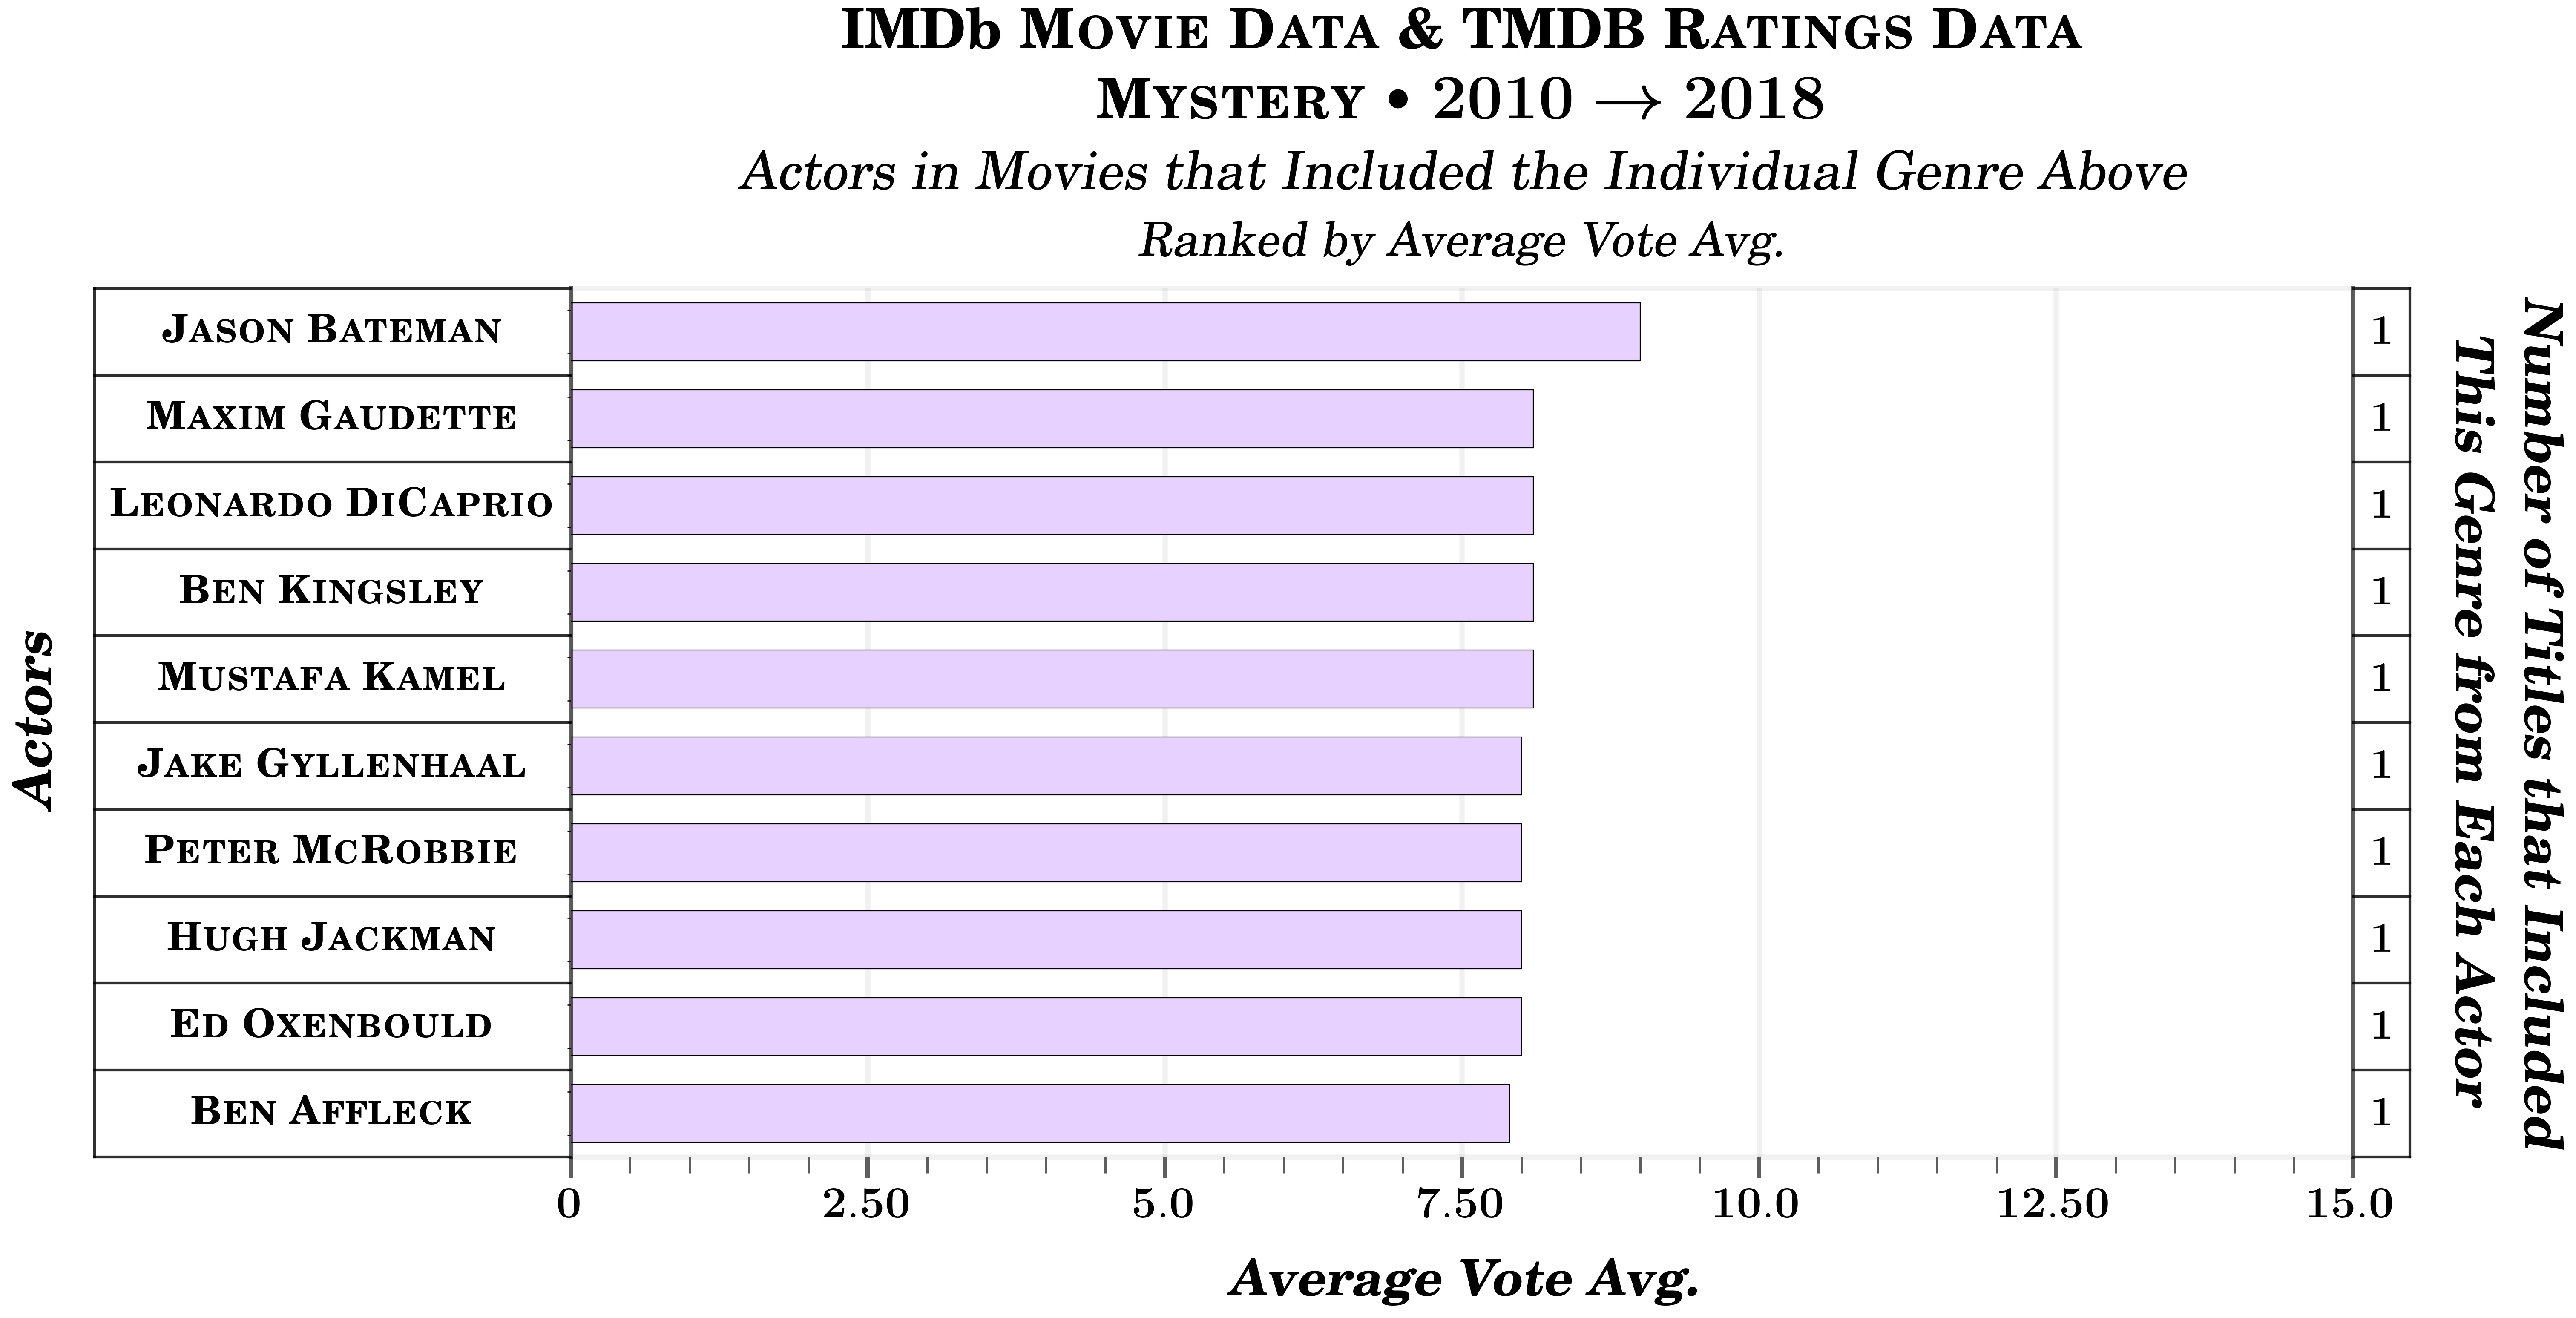 IMDb Movie Data & TMDB Ratings Data
Mystery • 2010 → 2018
Actors in Movies that Included the Individual Genre Above
Ranked by Average Vote Avg.
Actors
Jason Bateman 1
Maxim Gaudette 1
Leonardo DiCaprio 1
Ben Kingsley 1
Mustafa Kamel 1
Jake Gyllenhaal 1
Peter McRobbie 1
Hugh Jackman 1
Ed Oxenbould 1
Ben Affleck 1
Number of Titles that Included
This Genre from Each Actor
0 2.50 5.0 7.50 10.0 12.50 15.0
Average Vote Avg.